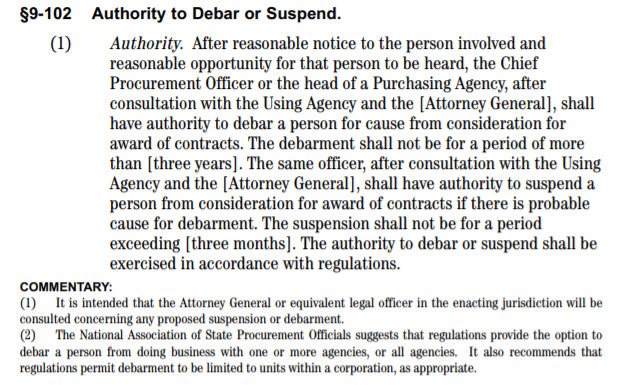 §9-102 Authority to Debar or Suspend.
(1) Authority. After reasonable notice to the person involved and
reasonable opportunity for that person to be heard, the Chief
Procurement Officer or the head of a Purchasing Agency, after
consultation with the Using Agency and the [Attorney General], shall
have authority to debar a person for cause from consideration for
award of contracts. The debarment shall not be for a period of more
than [three years]. The same officer, after consultation with the Using
Agency and the [Attorney General], shall have authority to suspend a
person from consideration for award of contracts if there is probable
cause for debarment. The suspension shall not be for a period
exceeding [three months]. The authority to debar or suspend shall be
exercised in accordance with regulations.
COMMENTARY:
(1) It is intended that the Attorney General or equivalent legal officer in the enacting jurisdiction will be
consulted concerning any proposed suspension or debarment.
(2) The National Association of State Procurement Officials suggests that regulations provide the option to
debar a person from doing business with one or more agencies, or all agencies. It also recommends that
regulations permit debarment to be limited to units within a corporation, as appropriate.